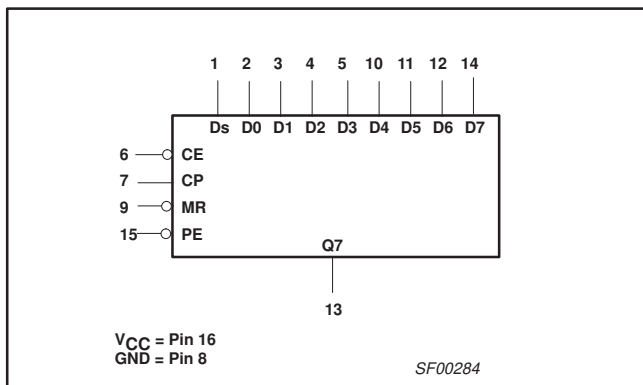 1 2 3 4 5 10 11 12 14
Ds D0 D1 D2 D3 D4 D5 D6 D7
6 CE
7 CP
9 MR
15 PE
Q7
13
VCC = Pin 16
GND = Pin 8
SF00284